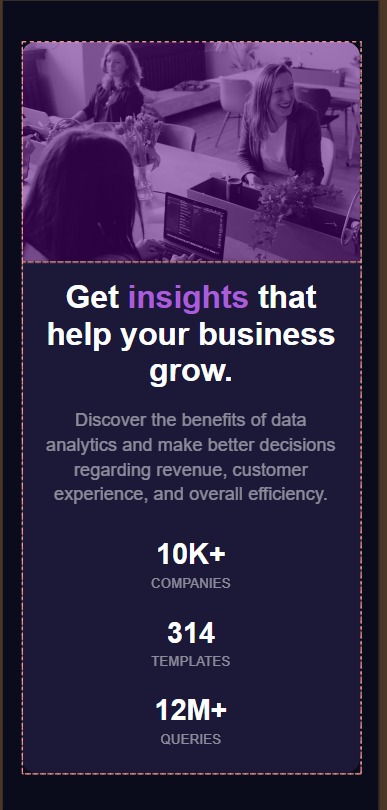 Get insights that
help your business
grow.
Discover the benefits of data
analytics and make better decisions
regarding revenue, customer
experience, and overall efficiency.
10K+
COMPANIES
314
TEMPLATES
12M+
QUERIES